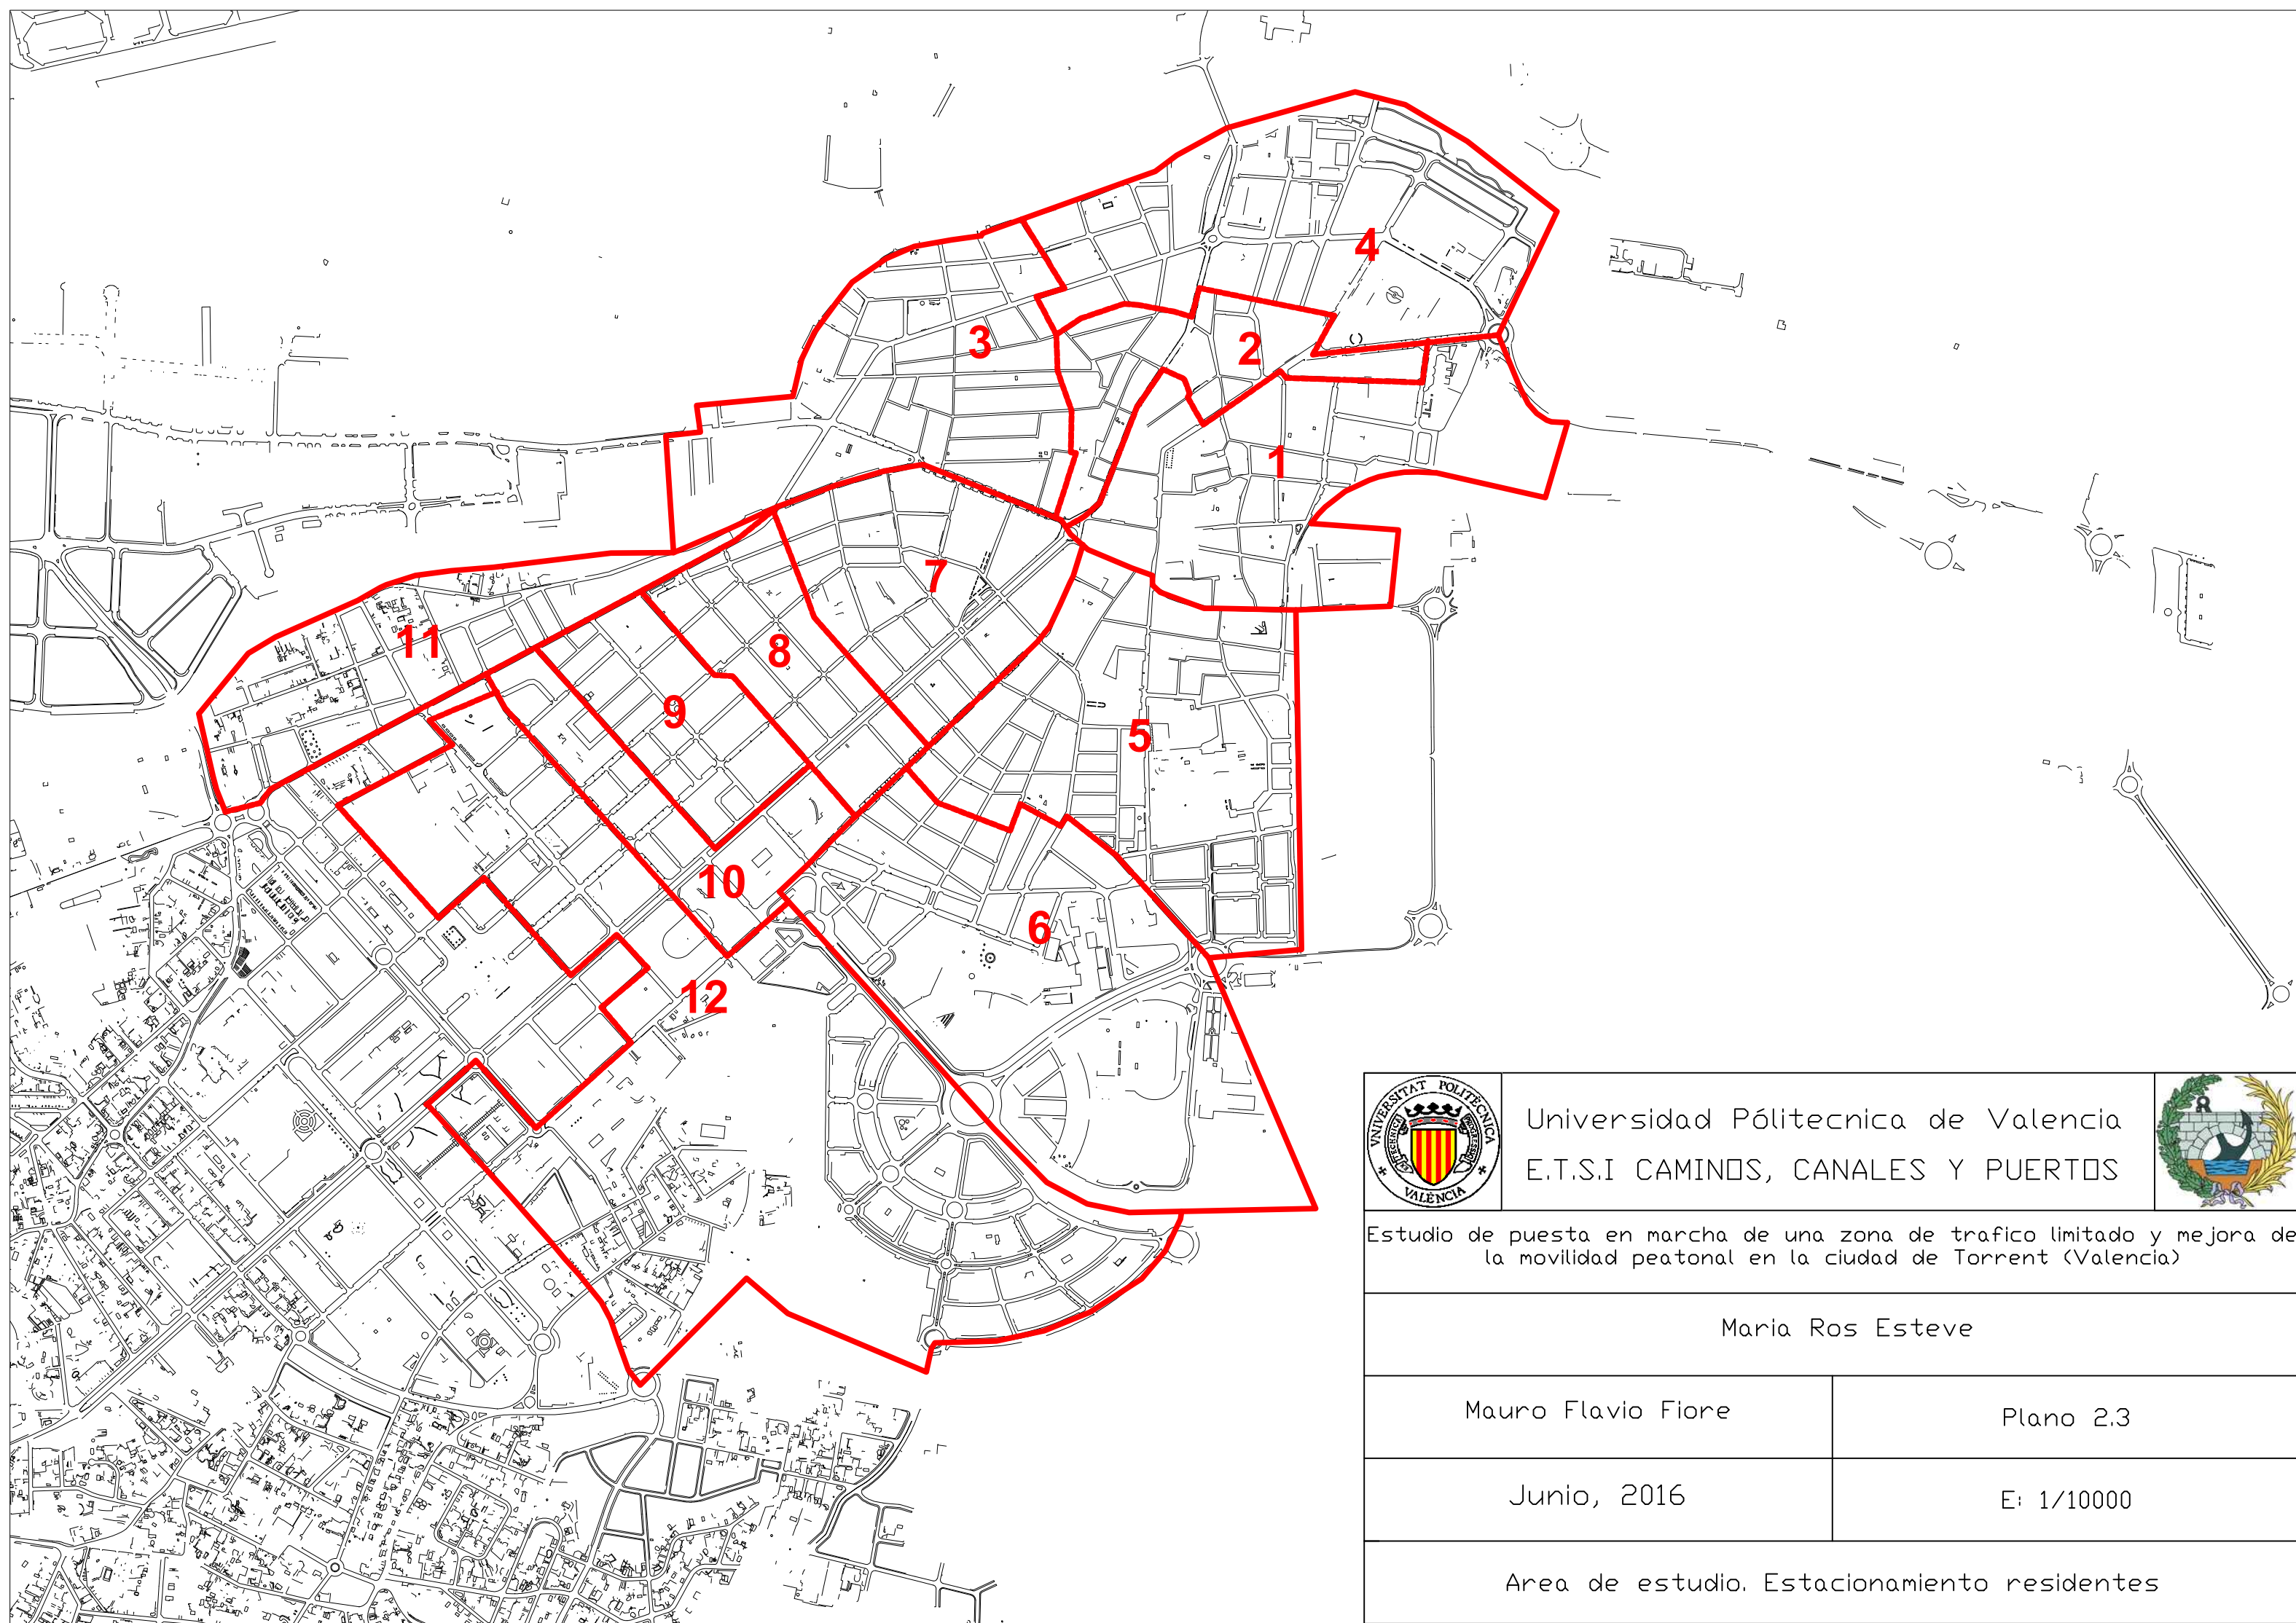 4
3
2
1
7
11
8
9
5
10
6
12
UNIVERSITAT POLITÈCNICA
VALÈNCIA
Universidad Pólitecnica de Valencia
E.T.S.I CAMINOS, CANALES Y PUERTOS
Estudio de puesta en marcha de una zona de trafico limitado y mejora de
la movilidad peatonal en la ciudad de Torrent (Valencia)
Maria Ros Esteve
Mauro Flavio Fiore
Plano 2.3
Junio, 2016
E: 1/10000
Area de estudio. Estacionamiento residentes